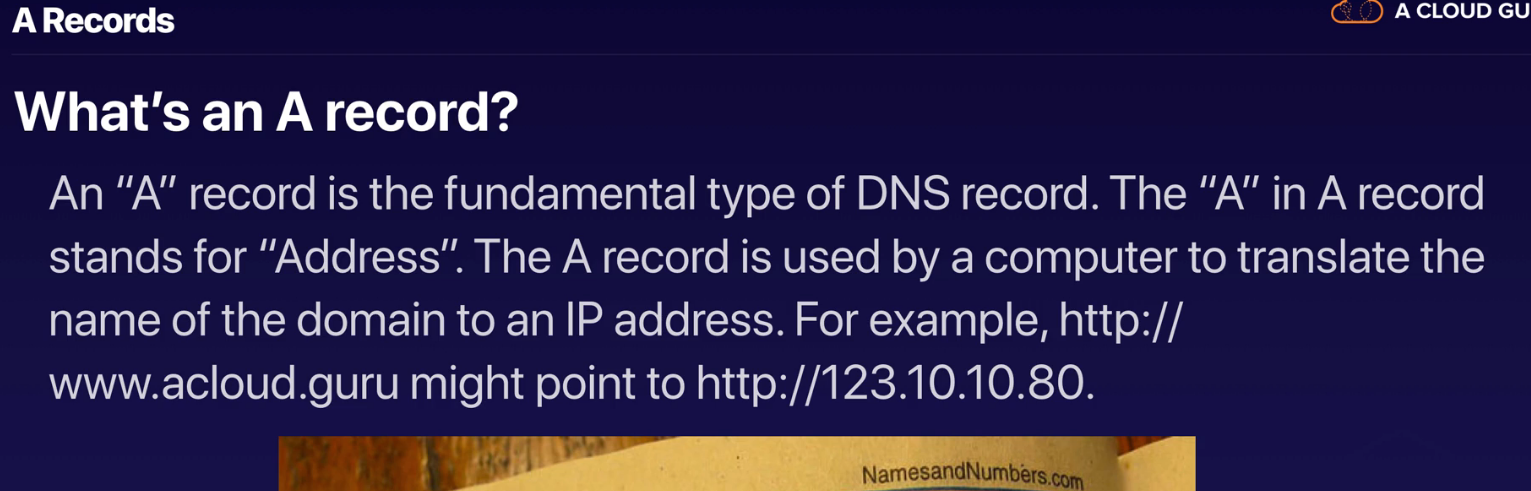 A Records
A CLOUD GU
What's an A record?
An “A” record is the fundamental type of DNS record. The “A” in A record
stands for “Address”. The A record is used by a computer to translate the
name of the domain to an IP address. For example, http://
www.acloud.guru might point to http://123.10.10.80.
NamesandNumbers.com